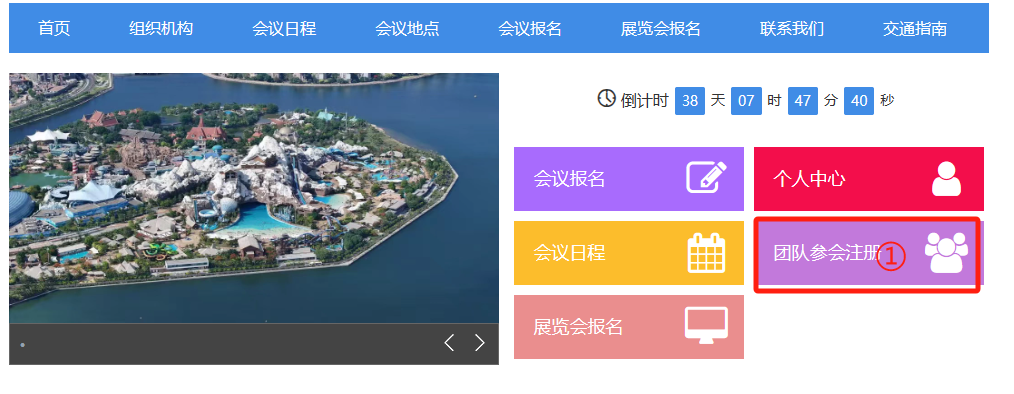 首页 组织机构 会议日程 会议地点 会议报名 展览会报名 联系我们 交通指南
倒计时 38 天 07 时 47 分 40 秒
会议报名 个人中心
会议日程 团队参会注册 ①
展览会报名